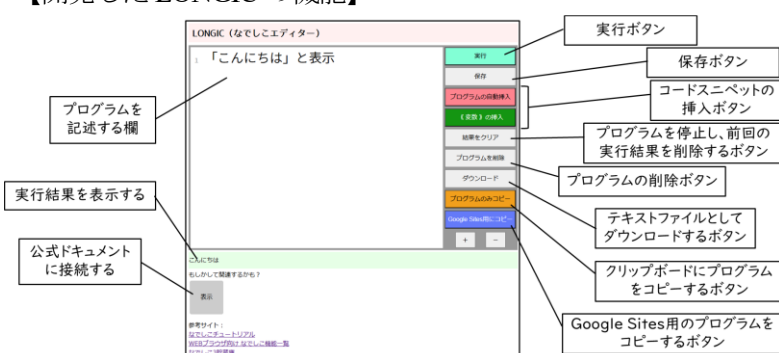 【開発したLONGICの機能】
LONGIC（なでしこエディター）
1 「こんにちは」と表示
実行
保存
プログラムの自動挿入
《変数》の挿入
結果をクリア
プログラムを削除
ダウンロード
プログラムのみコピー
Google Sites用にコピー
+ −
こんにちは
もしかして関連するかも？
表示
参考サイト：
なでしこチュートリアル
WEBブラウザ向け なでしこ機能一覧
プログラムを
記述する欄
実行結果を表示する
公式ドキュメント
に接続する
実行ボタン
保存ボタン
コードスニペットの
挿入ボタン
プログラムを停止し、前回の
実行結果を削除するボタン
プログラムの削除ボタン
テキストファイルとして
ダウンロードするボタン
クリップボードにプログラム
をコピーするボタン
Google Sites用のプログラムを
コピーするボタン